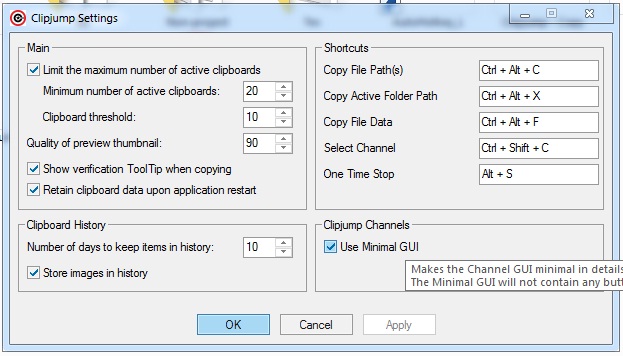 Clipjump Settings
Main
Limit the maximum number of active clipboards
Minimum number of active clipboards: 20
Clipboard threshold: 10
Quality of preview thumbnail: 90
Show verification ToolTip when copying
Retain clipboard data upon application restart
Shortcuts
Copy File Path(s) Ctrl + Alt + C
Copy Active Folder Path Ctrl + Alt + X
Copy File Data Ctrl + Alt + F
Select Channel Ctrl + Shift + C
One Time Stop Alt + S
Clipboard History
Number of days to keep items in history: 10
Store images in history
Clipjump Channels
Use Minimal GUI
Makes the Channel GUI minimal in details
The Minimal GUI will not contain any butt
OK Cancel Apply